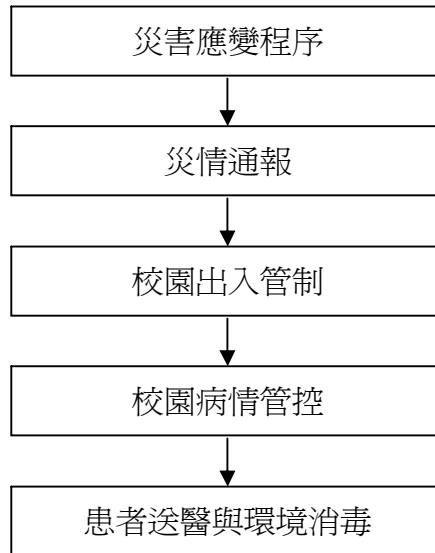 災害應變程序
災情通報
校園出入管制
校園病情管控
患者送醫與環境消毒